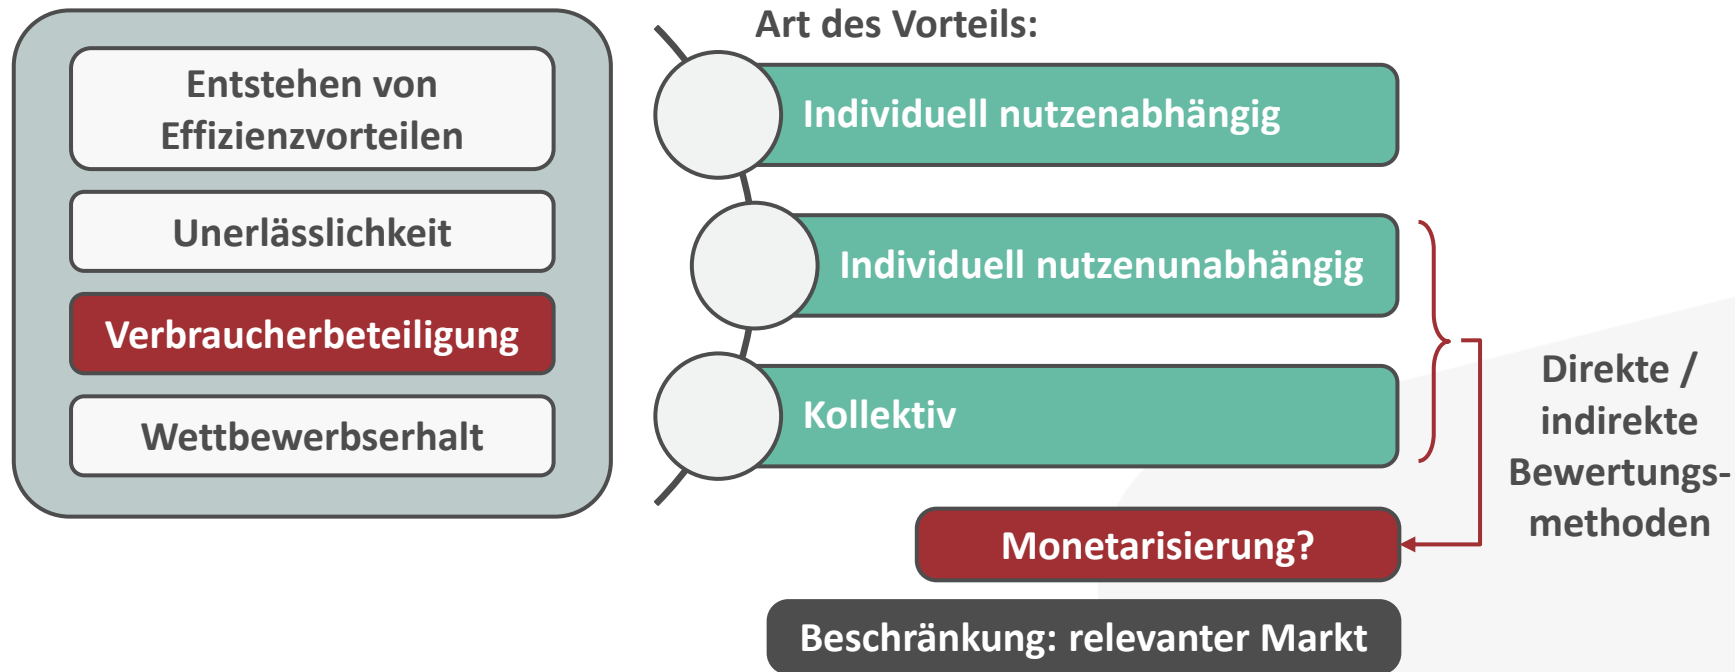 Entstehen von
Effizienzvorteilen
Unerlässlichkeit
Verbraucherbeteiligung
Wettbewerbserhalt
Art des Vorteils:
Individuell nutzenabhängig
Individuell nutzenunabhängig
Kollektiv
Direkte /
indirekte
Bewertungs-
methoden
Monetarisierung?
Beschränkung: relevanter Markt